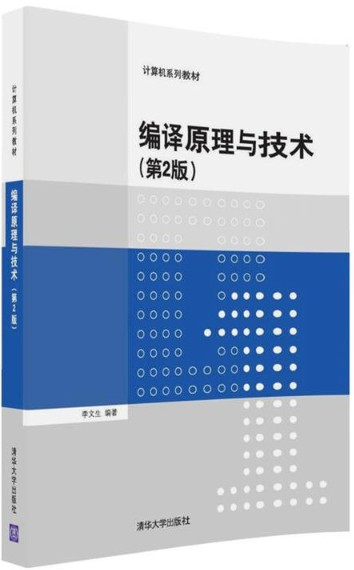 计算机系列教材
编译原理与技术
(第2版)
李文生 编著
清华大学出版社
计算机系列教材
编译原理与技术
(第2版)
清华大学出版社